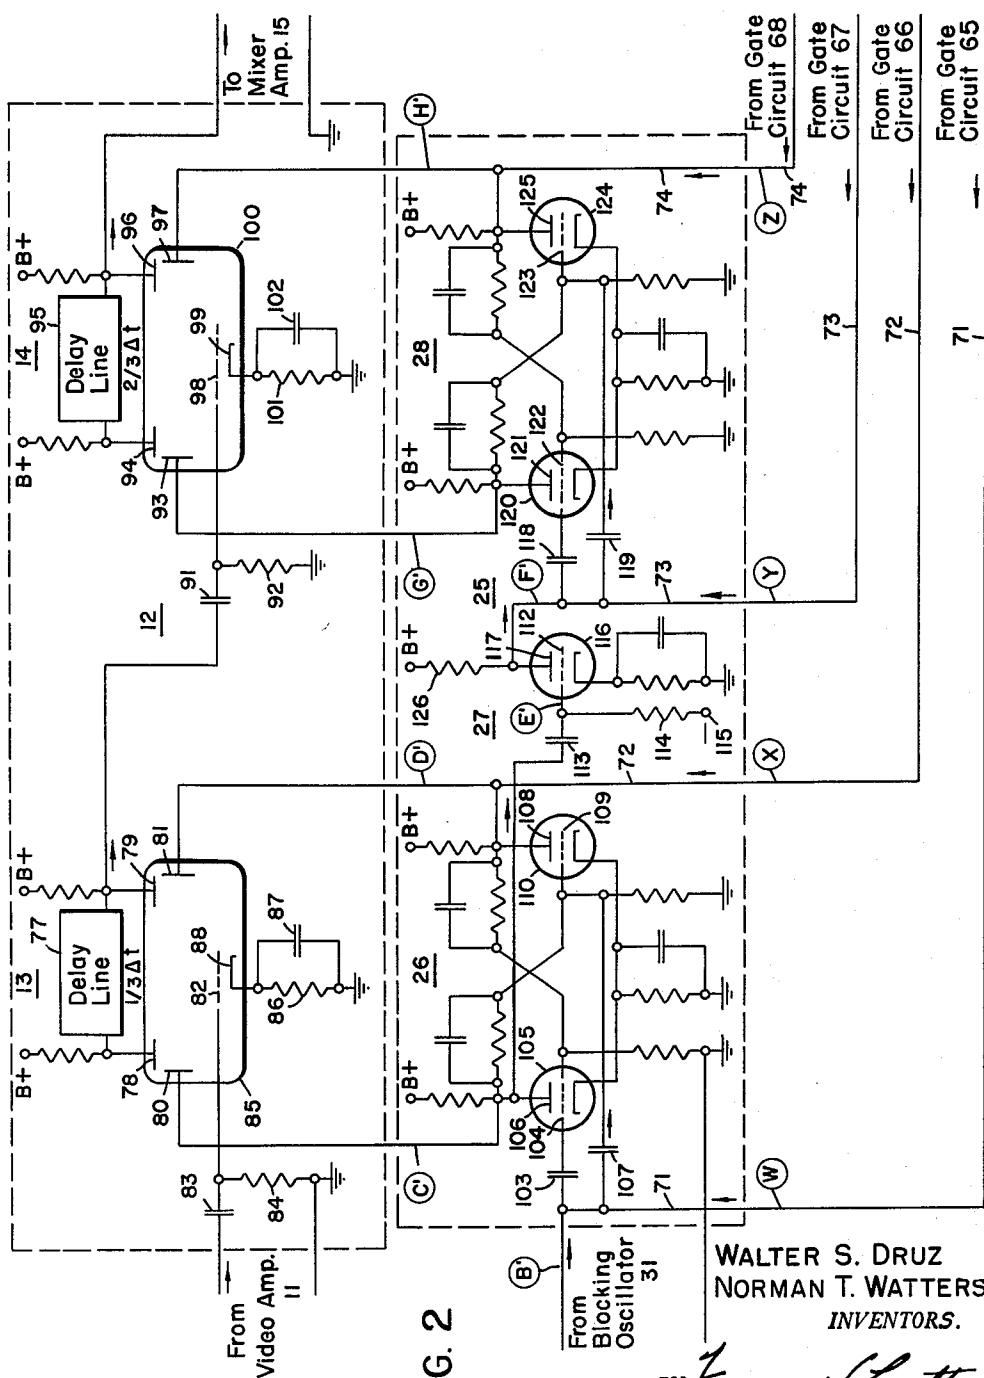 To
Mixer
Amp. 15
B+
B+
14
95
Delay
Line
2/3 Δt
96
97
94
93
100
98
99
101
102
H'
G'
91
92
12
B+
B+
13
77
Delay
Line
1/3 Δt
79
81
78
80
85
82
88
86
87
D'
C'
83
84
From
Video Amp.
11
B+
B+
28
125
124
123
122
121
120
118
119
74
Z
74
From Gate
Circuit 68
From Gate
Circuit 67
From Gate
Circuit 66
From Gate
Circuit 65
73
72
71
25
F'
73
Y
B+
126
117
112
116
27
E'
113
114
115
72
X
B+
B+
26
108
109
110
105
106
104
103
107
71
W
B'
From
Blocking
Oscillator
31
G. 2
WALTER S. DRUZ
NORMAN T. WATTERS
INVENTORS.